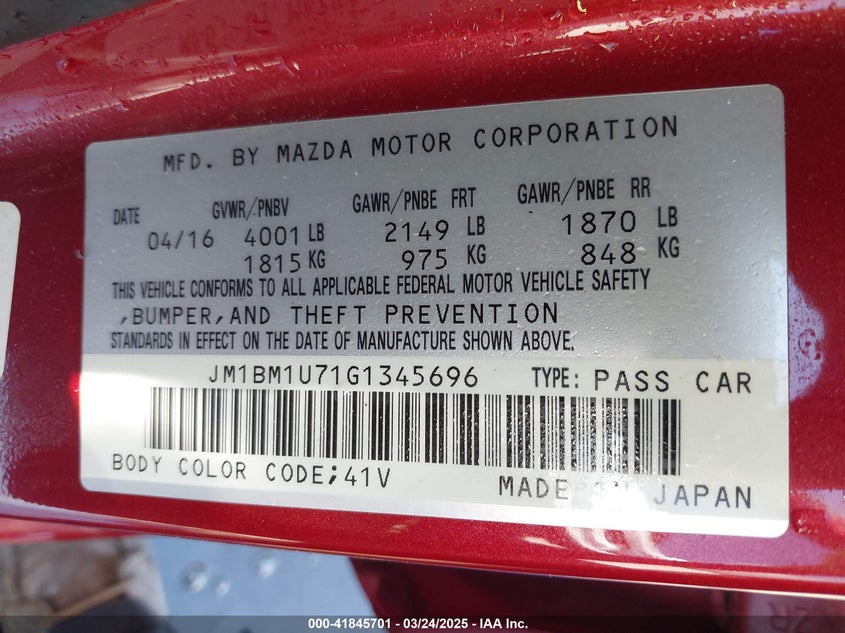 MFD. BY MAZDA MOTOR CORPORATION
DATE GVWR/PNBV GAWR/PNBE FRT GAWR/PNBE RR
04/16 4001 LB 2149 LB 1870 LB
1815 KG 975 KG 848 KG
THIS VEHICLE CONFORMS TO ALL APPLICABLE FEDERAL MOTOR VEHICLE SAFETY
,BUMPER,AND THEFT PREVENTION
STANDARDS IN EFFECT ON THE DATE OF MANUFACTURE SHOWN ABOVE.
JM1BM1U71G1345696 TYPE: PASS CAR
BODY COLOR CODE;41V
MADE IN JAPAN
000-41845701 - 03/24/2025 - IAA Inc.